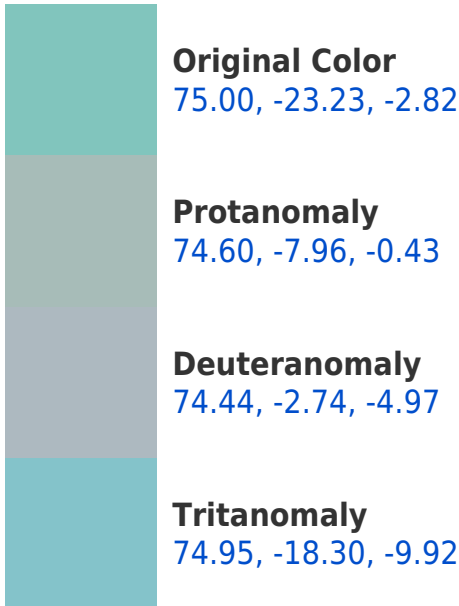 Original Color
75.00, -23.23, -2.82
Protanomaly
74.60, -7.96, -0.43
Deuteranomaly
74.44, -2.74, -4.97
Tritanomaly
74.95, -18.30, -9.92